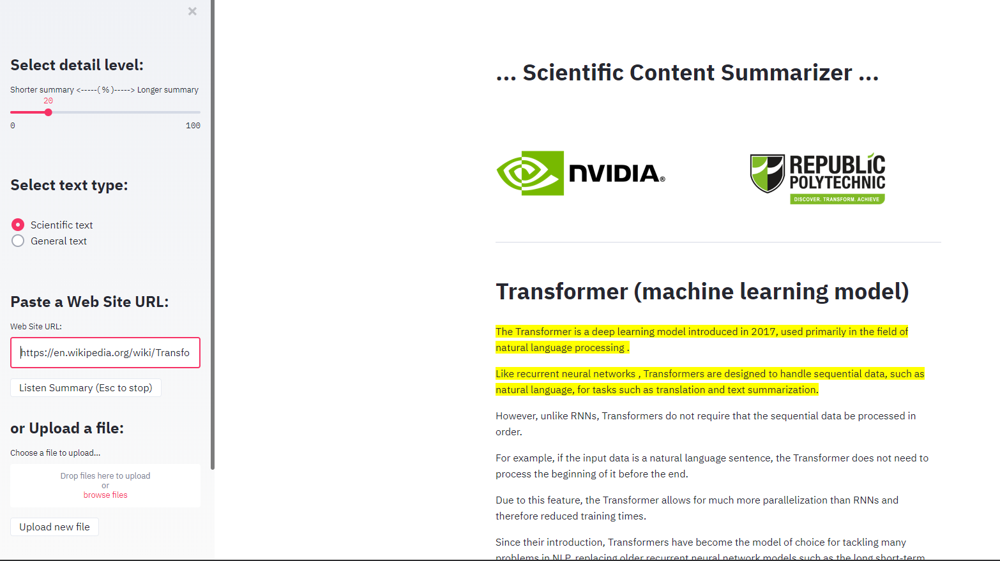 ×
Select detail level:
Shorter summary <-----( % )-----> Longer summary
20
0 100
Select text type:
Scientific text
General text
Paste a Web Site URL:
Web Site URL:
https://en.wikipedia.org/wiki/Transfo
Listen Summary (Esc to stop)
or Upload a file:
Choose a file to upload...
Drop files here to upload
or
browse files
Upload new file
... Scientific Content Summarizer ...
NVIDIA®
REPUBLIC
POLYTECHNIC
DISCOVER. TRANSFORM. ACHIEVE
Transformer (machine learning model)
The Transformer is a deep learning model introduced in 2017, used primarily in the field of
natural language processing .
Like recurrent neural networks , Transformers are designed to handle sequential data, such as
natural language, for tasks such as translation and text summarization.
However, unlike RNNs, Transformers do not require that the sequential data be processed in
order.
For example, if the input data is a natural language sentence, the Transformer does not need to
process the beginning of it before the end.
Due to this feature, the Transformer allows for much more parallelization than RNNs and
therefore reduced training times.
Since their introduction, Transformers have become the model of choice for tackling many
problems in NLP, replacing older recurrent neural network models such as the long short-term